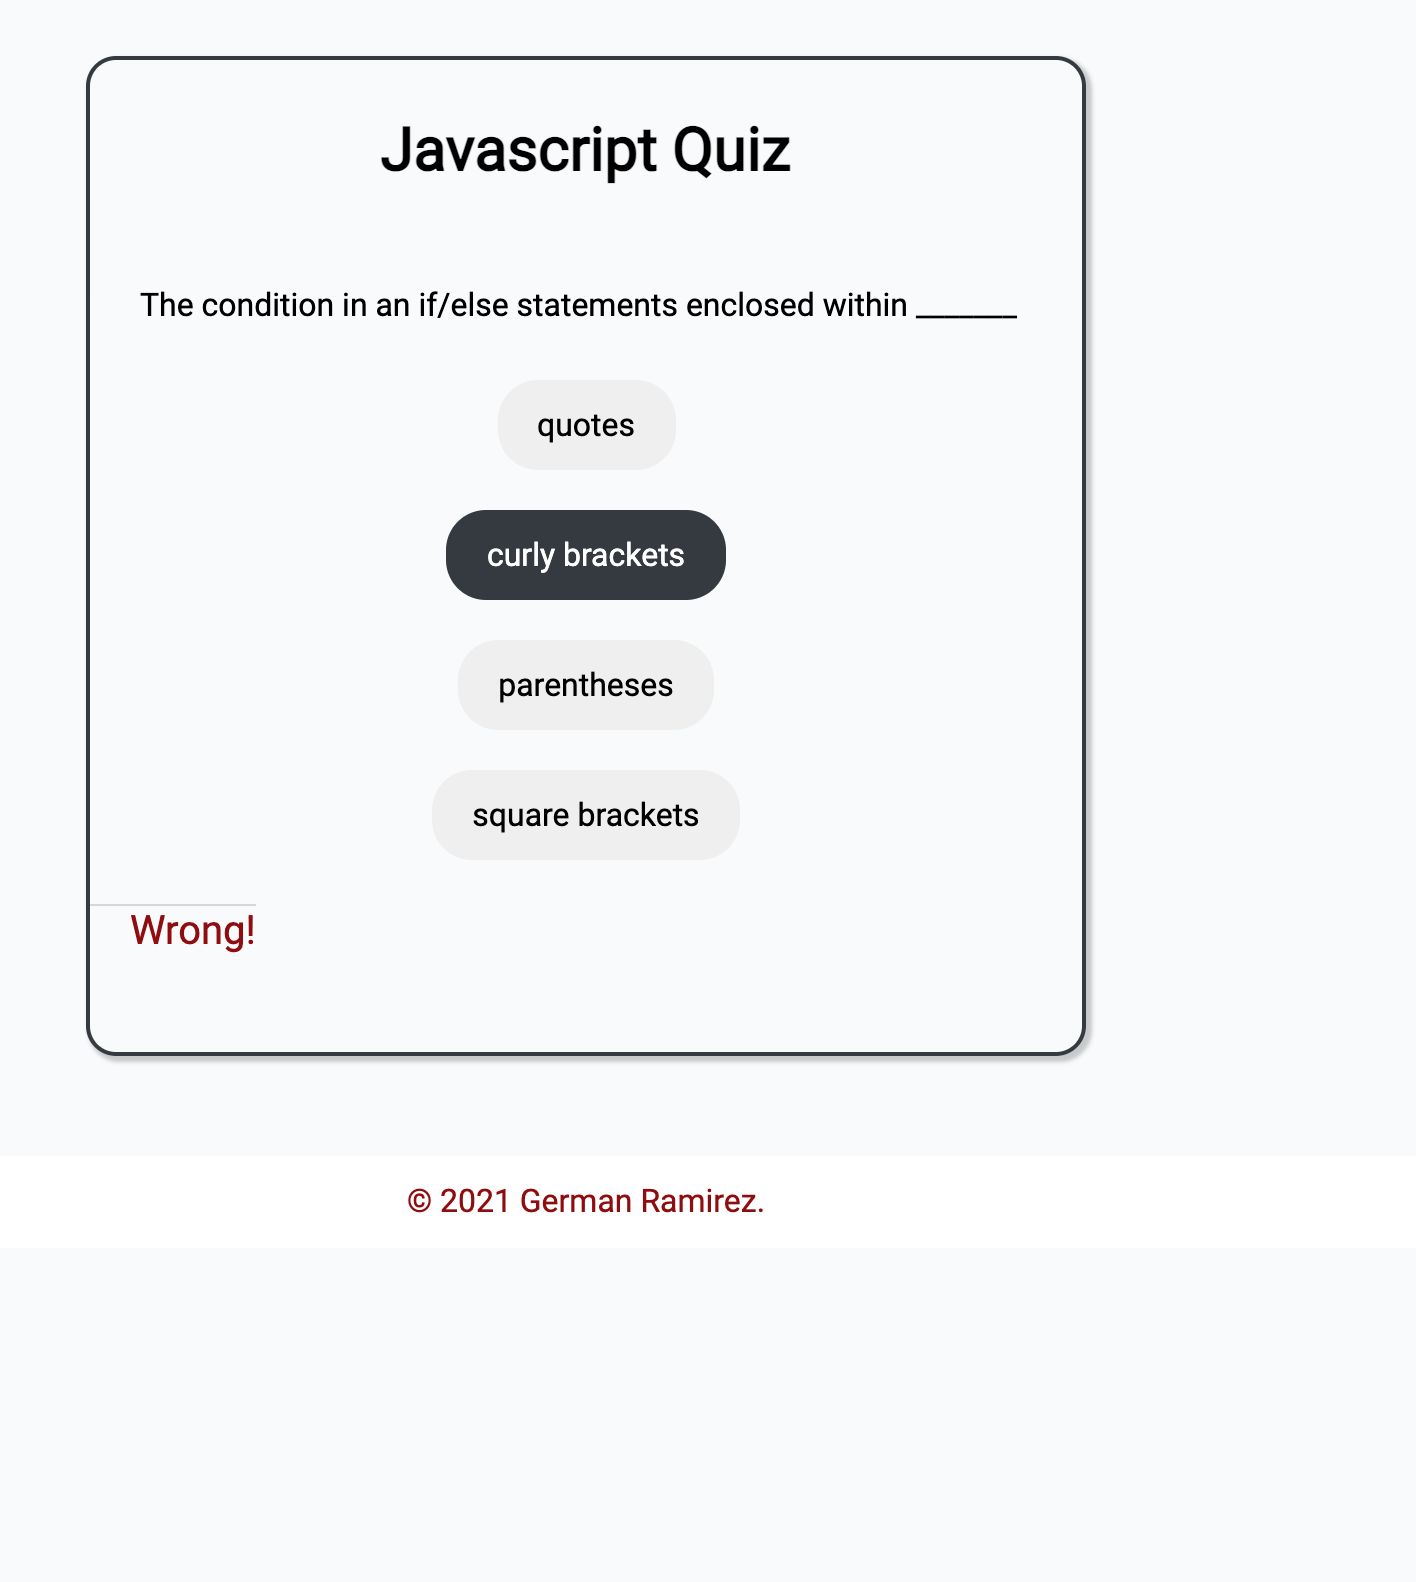 Javascript Quiz
The condition in an if/else statements enclosed within _______
quotes
curly brackets
parentheses
square brackets
Wrong!
© 2021 German Ramirez.